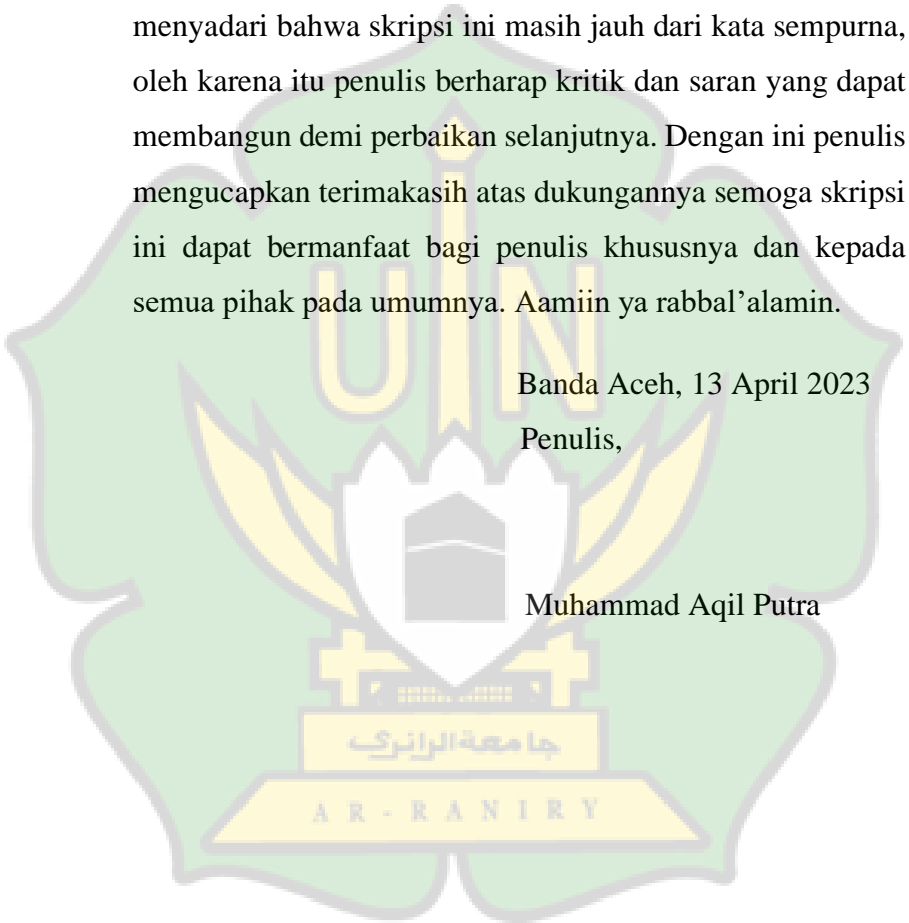 menyadari bahwa skripsi ini masih jauh dari kata sempurna,
oleh karena itu penulis berharap kritik dan saran yang dapat
membangun demi perbaikan selanjutnya. Dengan ini penulis
mengucapkan terimakasih atas dukungannya semoga skripsi
ini dapat bermanfaat bagi penulis khususnya dan kepada
semua pihak pada umumnya. Aamiin ya rabbal’alamin.
Banda Aceh, 13 April 2023
Penulis,
Muhammad Aqil Putra
UIN
جامعة الرانري
AR-RANIRY